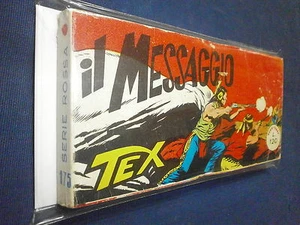 il MESSAGGIO
TEX
SERIE ROSSA
175